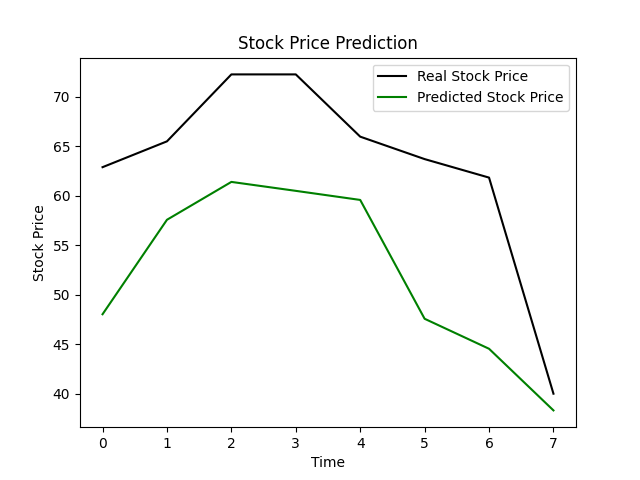 Stock Price Prediction
Real Stock Price
Predicted Stock Price
Stock Price
70
65
60
55
50
45
40
0 1 2 3 4 5 6 7
Time